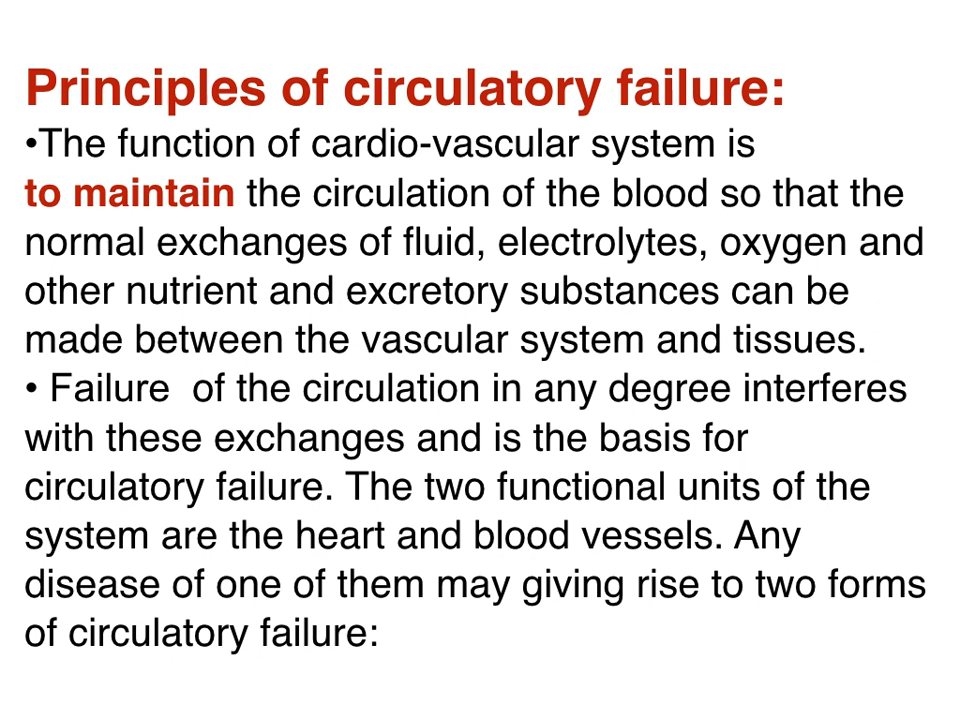 Principles of circulatory failure:
•The function of cardio-vascular system is
to maintain the circulation of the blood so that the
normal exchanges of fluid, electrolytes, oxygen and
other nutrient and excretory substances can be
made between the vascular system and tissues.
• Failure  of the circulation in any degree interferes
with these exchanges and is the basis for
circulatory failure. The two functional units of the
system are the heart and blood vessels. Any
disease of one of them may giving rise to two forms
of circulatory failure: